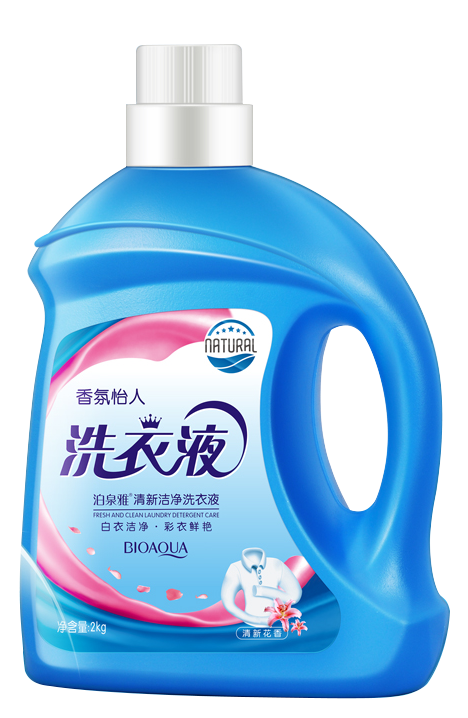 NATURAL
香氛怡人
洗衣液
泊泉雅®清新洁净洗衣液
FRESH AND CLEAN LAUNDRY DETERGENT CARE
白衣洁净·彩衣鲜艳
BIOAQUA
净含量:2kg
清新花香